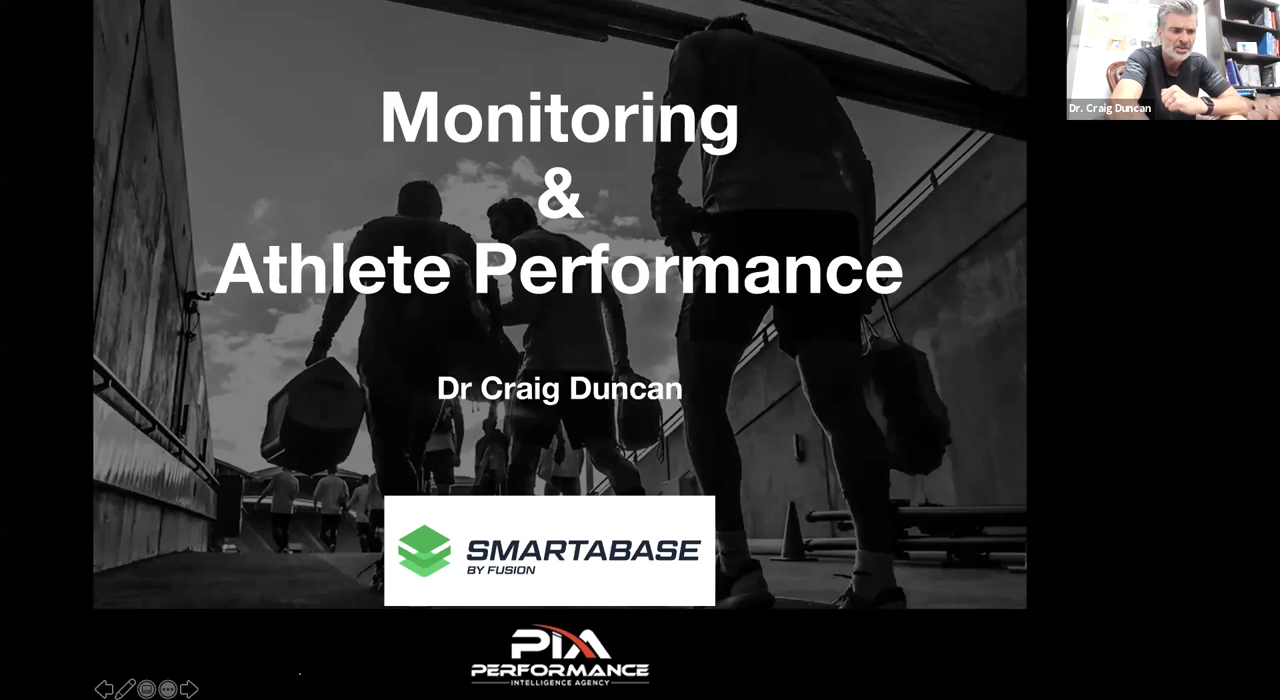 Monitoring
&
Athlete Performance
Dr Craig Duncan
SMARTABASE
BY FUSION
PIA
PERFORMANCE
INTELLIGENCE AGENCY
Dr. Craig Duncan